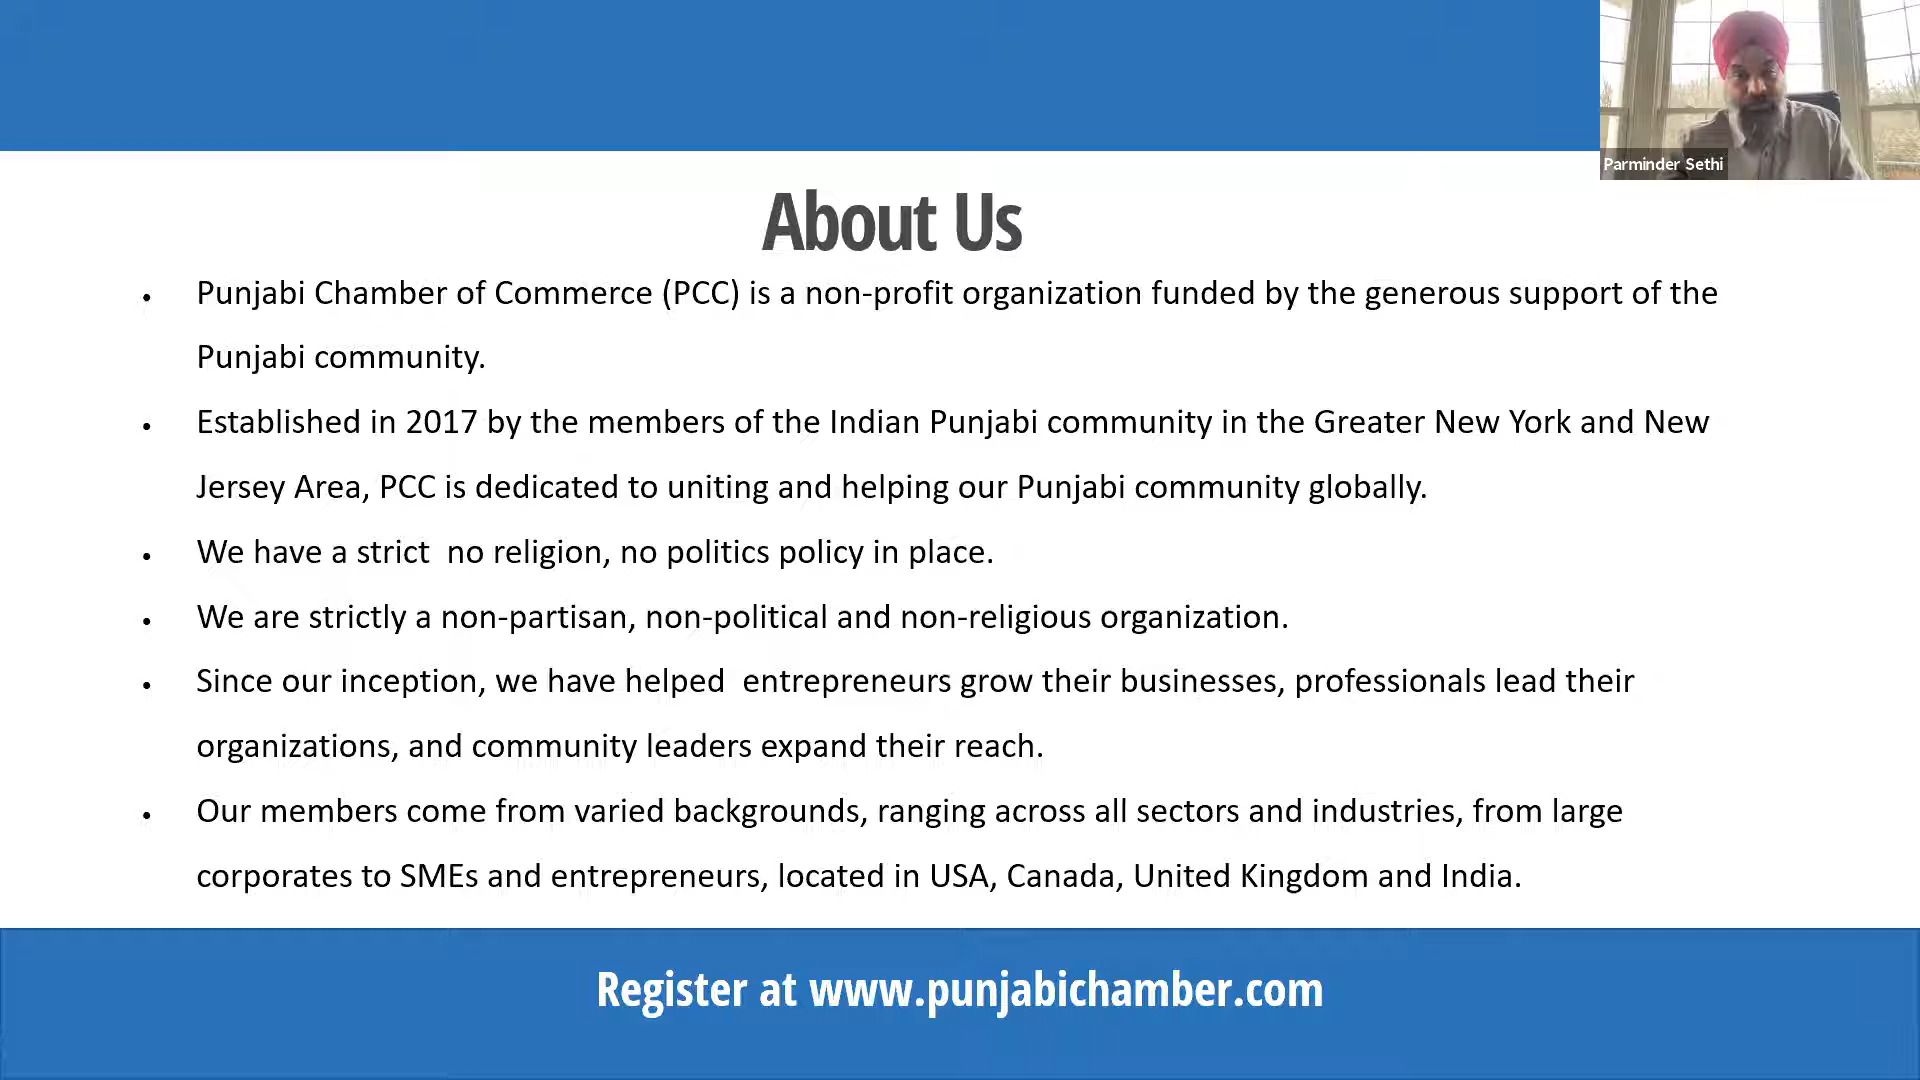 Parminder Sethi
About Us
• Punjabi Chamber of Commerce (PCC) is a non-profit organization funded by the generous support of the
Punjabi community.
• Established in 2017 by the members of the Indian Punjabi community in the Greater New York and New
Jersey Area, PCC is dedicated to uniting and helping our Punjabi community globally.
• We have a strict  no religion, no politics policy in place.
• We are strictly a non-partisan, non-political and non-religious organization.
• Since our inception, we have helped  entrepreneurs grow their businesses, professionals lead their
organizations, and community leaders expand their reach.
• Our members come from varied backgrounds, ranging across all sectors and industries, from large
corporates to SMEs and entrepreneurs, located in USA, Canada, United Kingdom and India.
Register at www.punjabichamber.com